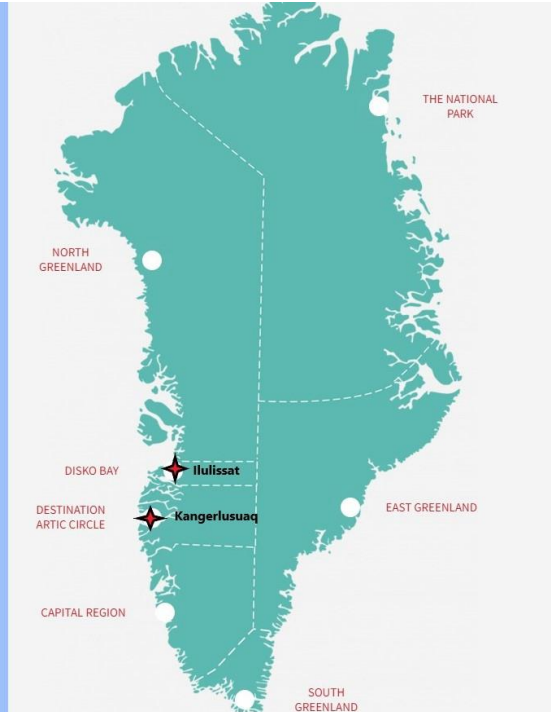 THE NATIONAL
PARK
NORTH
GREENLAND
DISKO BAY
Ilulissat
DESTINATION
ARTIC CIRCLE
Kangerlusuaq
EAST GREENLAND
CAPITAL REGION
SOUTH
GREENLAND